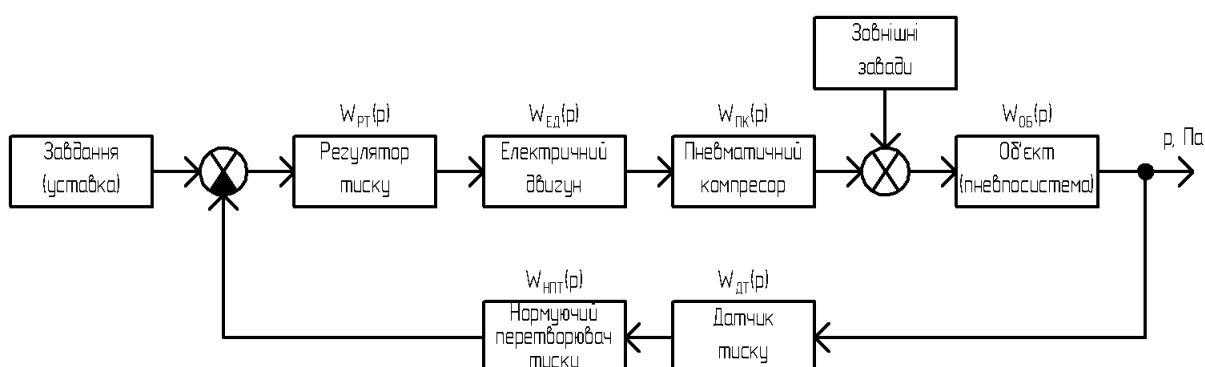 Зовнішні
завади
W_РТ(p)
W_ЕД(p)
W_ПК(p)
W_ОБ(p)
Завдання
(уставка)
Регулятор
тиску
Електричний
двигун
Пневматичний
компресор
Об'єкт
(пневпосистема)
р, Па
W_НПТ(p)
W_ДТ(p)
Нормуючий
перетворювач
тиску
Датчик
тиску